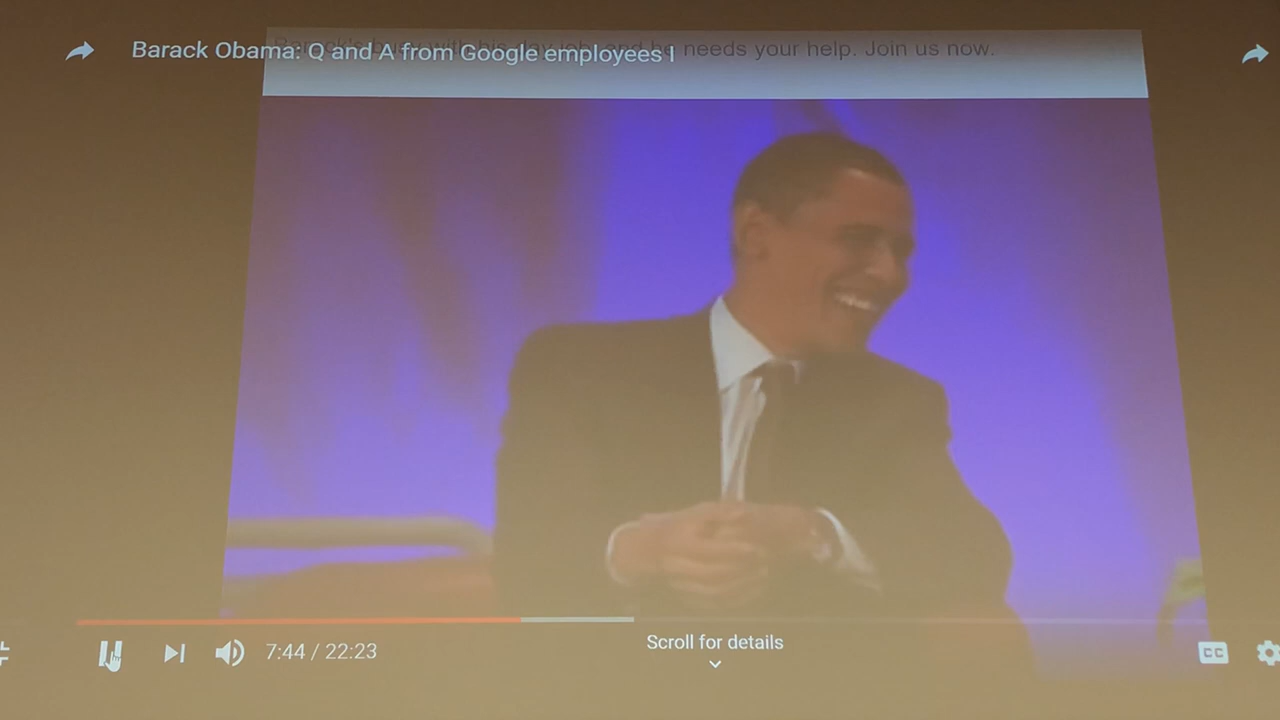 Barack Obama: Q and A from Google employees I
needs your help. Join us now.
Scroll for details
7:44 / 22:23
CC